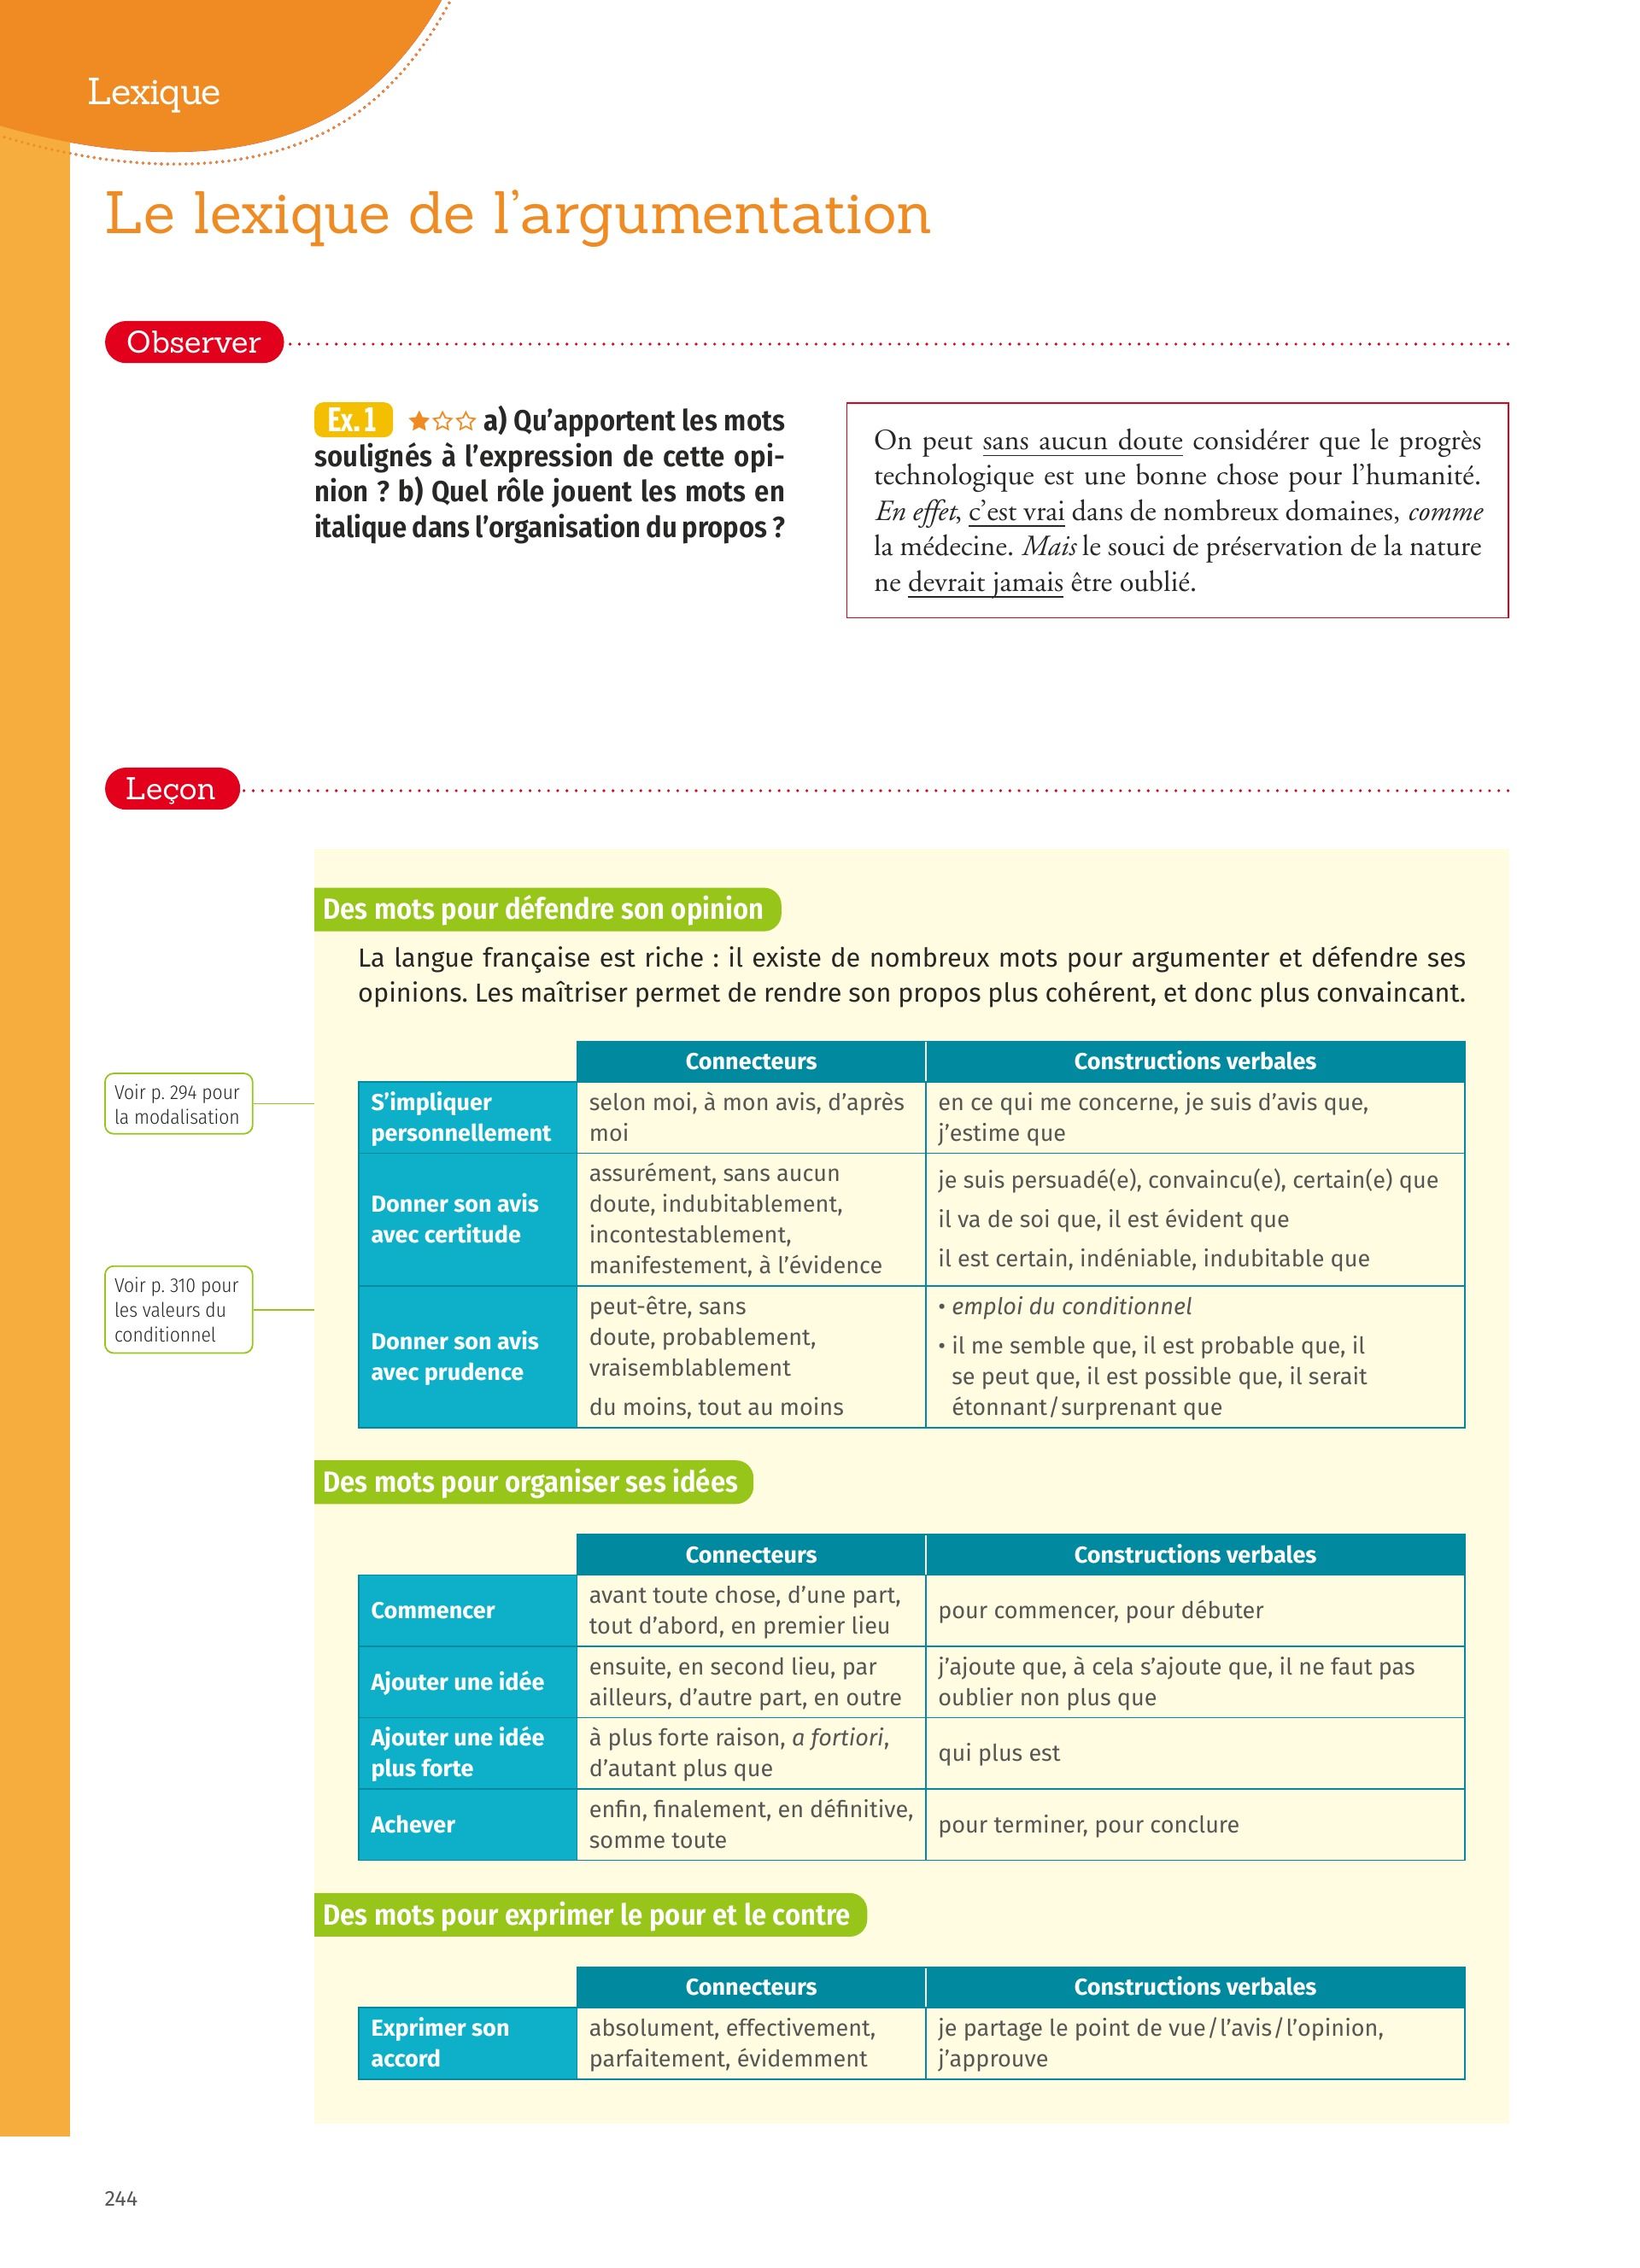 Lexique
Le lexique de l'argumentation
Observer
Ex. 1 ★☆☆ a) Qu'apportent les mots
soulignés à l'expression de cette opi-
nion ? b) Quel rôle jouent les mots en
italique dans l'organisation du propos ?
On peut sans aucun doute considérer que le progrès
technologique est une bonne chose pour l'humanité.
En effet, c'est vrai dans de nombreux domaines, comme
la médecine. Mais le souci de préservation de la nature
ne devrait jamais être oublié.
Leçon
Des mots pour défendre son opinion
La langue française est riche : il existe de nombreux mots pour argumenter et défendre ses
opinions. Les maîtriser permet de rendre son propos plus cohérent, et donc plus convaincant.
Connecteurs
Constructions verbales
Voir p. 294 pour
la modalisation
S'impliquer
personnellement
selon moi, à mon avis, d'après
moi
en ce qui me concerne, je suis d'avis que,
j'estime que
Donner son avis
avec certitude
assurément, sans aucun
doute, indubitablement,
incontestablement,
manifestement, à l'évidence
je suis persuadé(e), convaincu(e), certain(e) que
il va de soi que, il est évident que
il est certain, indéniable, indubitable que
Voir p. 310 pour
les valeurs du
conditionnel
Donner son avis
avec prudence
peut-être, sans
doute, probablement,
vraisemblablement
du moins, tout au moins
• emploi du conditionnel
• il me semble que, il est probable que, il
se peut que, il est possible que, il serait
étonnant / surprenant que
Des mots pour organiser ses idées
Connecteurs
Constructions verbales
Commencer
avant toute chose, d'une part,
tout d'abord, en premier lieu
pour commencer, pour débuter
Ajouter une idée
ensuite, en second lieu, par
ailleurs, d'autre part, en outre
j'ajoute que, à cela s'ajoute que, il ne faut pas
oublier non plus que
Ajouter une idée
plus forte
à plus forte raison, a fortiori,
d'autant plus que
qui plus est
Achever
enfin, finalement, en définitive,
somme toute
pour terminer, pour conclure
Des mots pour exprimer le pour et le contre
Connecteurs
Constructions verbales
Exprimer son
accord
absolument, effectivement,
parfaitement, évidemment
je partage le point de vue / l'avis / l'opinion,
j'approuve
244